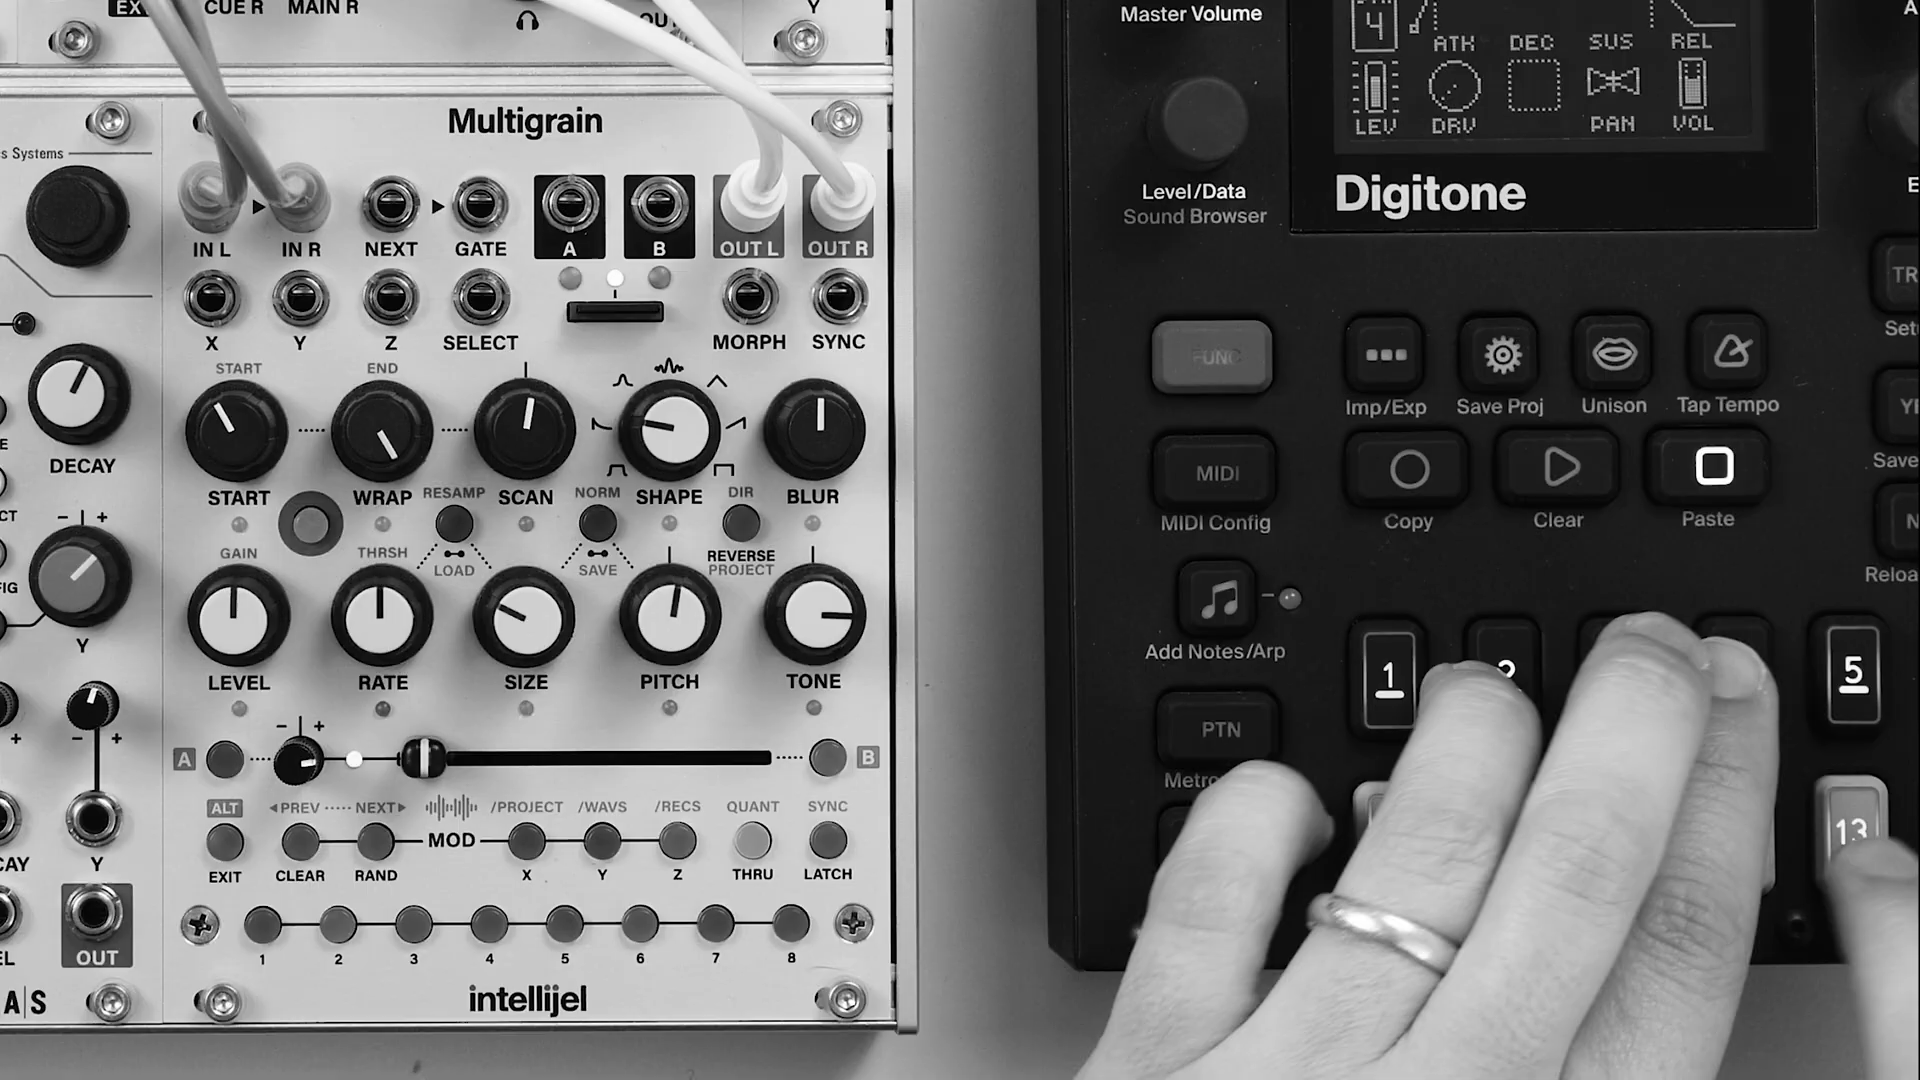 EX
CUE R
MAIN R
Y
Multigrain
s Systems
IN L
IN R
NEXT
GATE
A
B
OUT L
OUT R
X
Y
Z
SELECT
MORPH
SYNC
START
END
DECAY
START
WRAP
RESAMP
SCAN
NORM
SHAPE
DIR
BLUR
GAIN
THRSH
LOAD
SAVE
REVERSE
PROJECT
- +
Y
LEVEL
RATE
SIZE
PITCH
TONE
- +
- +
A
B
ALT
PREV
NEXT
/PROJECT
/WAVS
/RECS
QUANT
SYNC
MOD
EXIT
CLEAR
RAND
X
Y
Z
THRU
LATCH
Y
1
2
3
4
5
6
7
8
OUT
A|S
intellijel
Master Volume
4
ATK
DEC
SUS
REL
LEV
DRV
PAN
VOL
Level/Data
Sound Browser
Digitone
FUNC
Imp/Exp
Save Proj
Unison
Tap Tempo
MIDI
MIDI Config
Copy
Clear
Paste
Add Notes/Arp
1
5
PTN
13
TR
Save